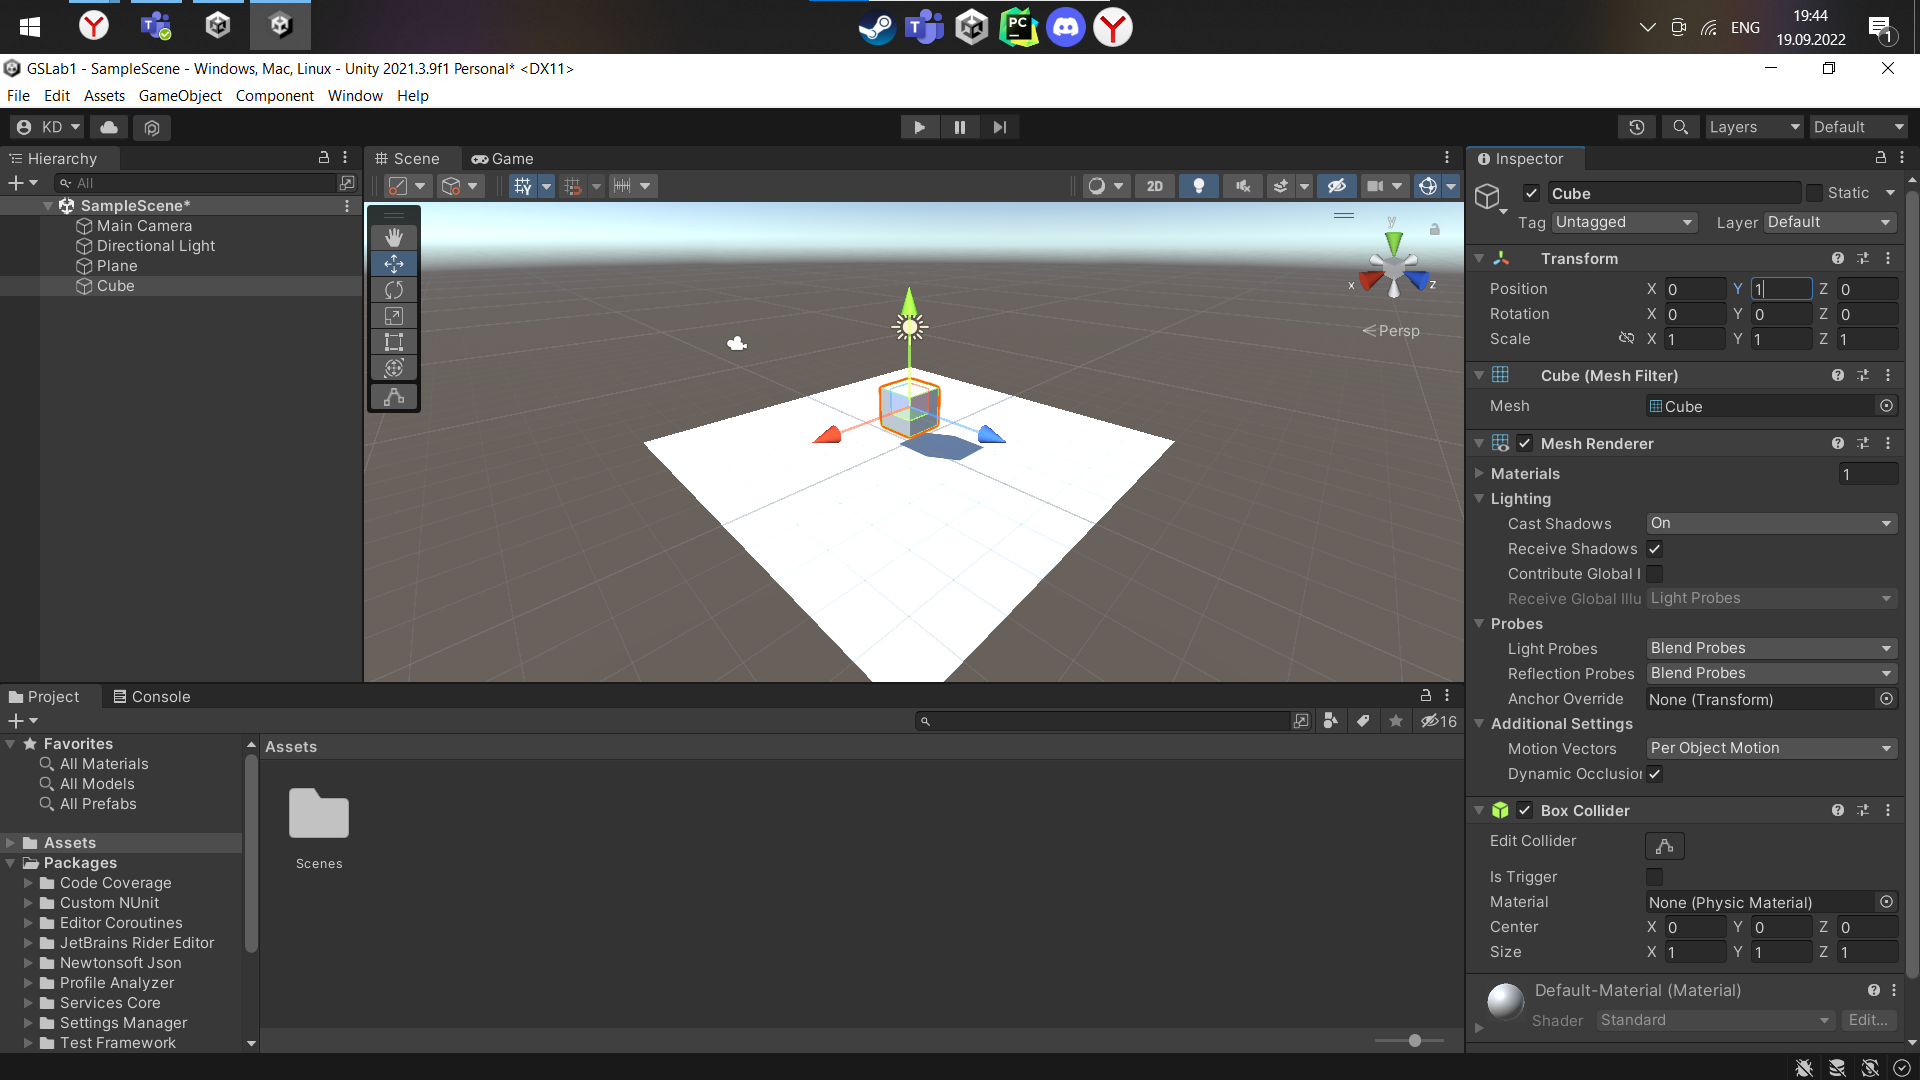 PC
ENG
19:44
19.09.2022
1
GSLab1 - SampleScene - Windows, Mac, Linux - Unity 2021.3.9f1 Personal* <DX11>
File Edit Assets GameObject Component Window Help
KD
Layers
Default
Hierarchy
All
SampleScene*
Main Camera
Directional Light
Plane
Cube
Scene
Game
2D
y
x
z
Persp
Inspector
Cube
Static
Tag Untagged
Layer Default
Transform
Position X 0 Y 1 Z 0
Rotation X 0 Y 0 Z 0
Scale X 1 Y 1 Z 1
Cube (Mesh Filter)
Mesh Cube
Mesh Renderer
Materials 1
Lighting
Cast Shadows On
Receive Shadows
Contribute Global I
Receive Global Illu Light Probes
Probes
Light Probes Blend Probes
Reflection Probes Blend Probes
Anchor Override None (Transform)
Additional Settings
Motion Vectors Per Object Motion
Dynamic Occlusion
Box Collider
Edit Collider
Is Trigger
Material None (Physic Material)
Center X 0 Y 0 Z 0
Size X 1 Y 1 Z 1
Default-Material (Material)
Shader Standard Edit...
Project
Console
16
Favorites
All Materials
All Models
All Prefabs
Assets
Packages
Code Coverage
Custom NUnit
Editor Coroutines
JetBrains Rider Editor
Newtonsoft Json
Profile Analyzer
Services Core
Settings Manager
Test Framework
Assets
Scenes